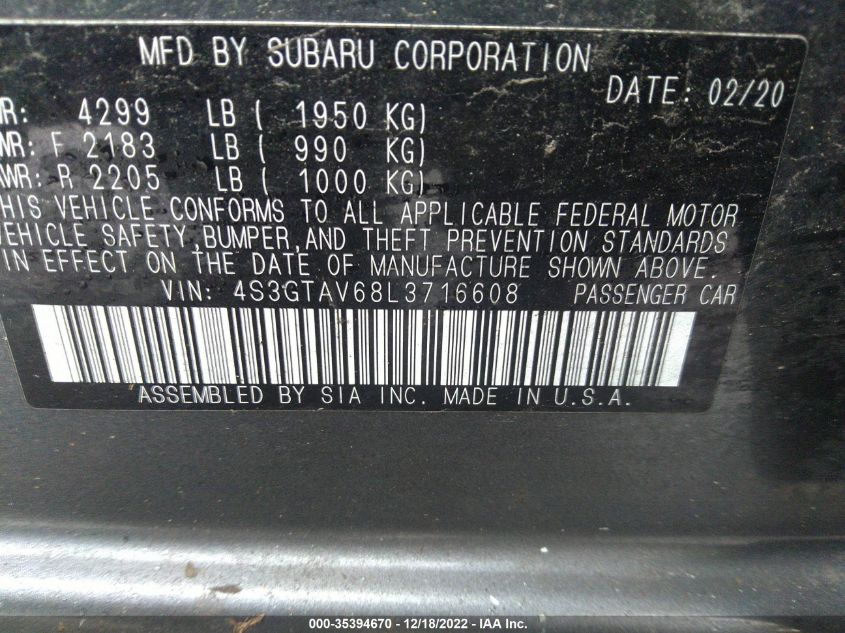 MFD BY SUBARU CORPORATION
DATE: 02/20
WR: 4299 LB ( 1950 KG)
WR: F 2183 LB ( 990 KG)
AWR: R 2205 LB ( 1000 KG)
THIS VEHICLE CONFORMS TO ALL APPLICABLE FEDERAL MOTOR
VEHICLE SAFETY,BUMPER,AND THEFT PREVENTION STANDARDS
IN EFFECT ON THE DATE OF MANUFACTURE SHOWN ABOVE.
VIN: 4S3GTAV68L3716608 PASSENGER CAR
ASSEMBLED BY SIA INC. MADE IN U.S.A.
000-35394670 - 12/18/2022 - IAA Inc.